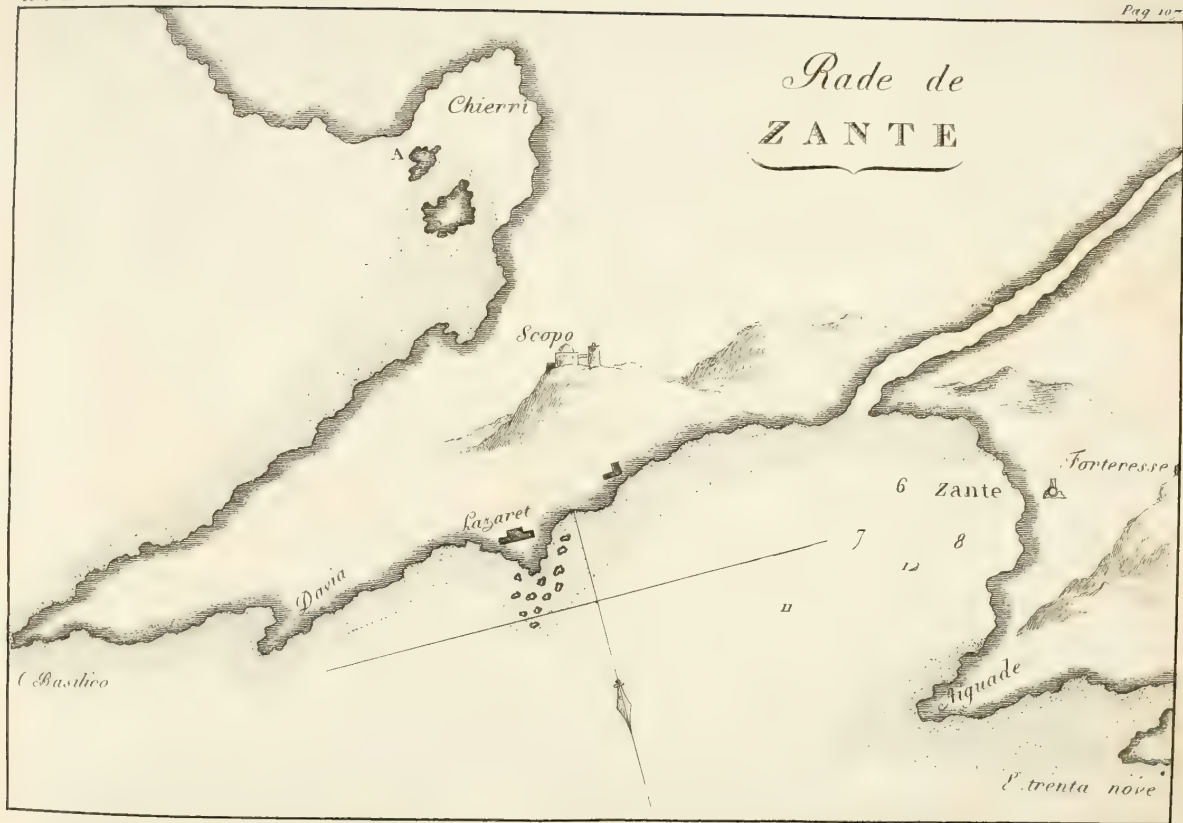 Pag 107
Rade de
ZANTE
Chierri
A
Scopo
Forteresse
6 Zante
7 8
Lazaret
12
Davia
11
C Basilico
Aiguade
E. trenta nove